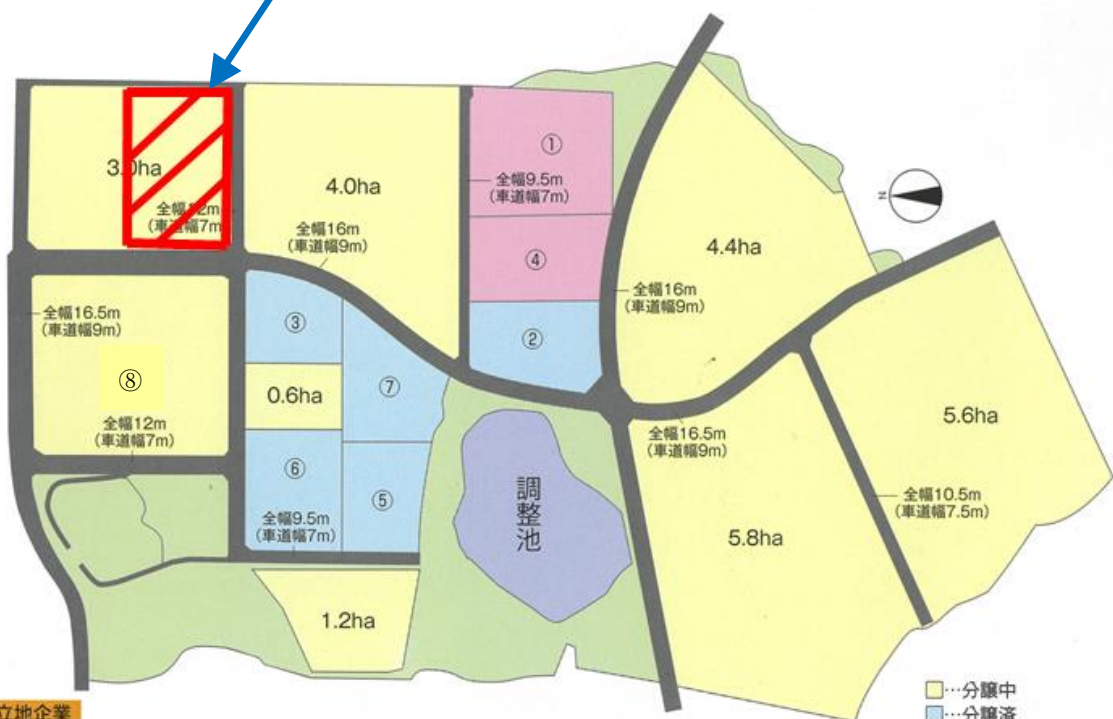 3.0ha
全幅12m
(車道幅7m
4.0ha
全幅16m
(車道幅9m)
①
全幅9.5m
(車道幅7m)
④
②
4.4ha
全幅16m
(車道幅9m)
N
全幅16.5m
(車道幅9m)
⑧
全幅12m
(車道幅7m)
③
⑦
0.6ha
⑥
⑤
全幅9.5m
(車道幅7m)
1.2ha
調整池
全幅16.5m
(車道幅9m)
5.6ha
全幅10.5m
(車道幅7.5m)
5.8ha
…分譲中
…分譲済
立地企業